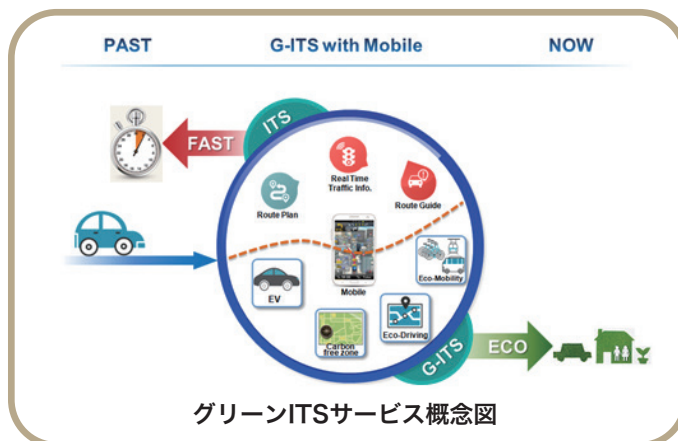 PAST
G-ITS with Mobile
NOW
ITS
FAST
Real Time
Traffic Info.
Route Plan
Route Guide
Mobile
Eco-Mobility
EV
Eco-Driving
Carbon
free zone
G-ITS
ECO
グリーンITSサービス概念図